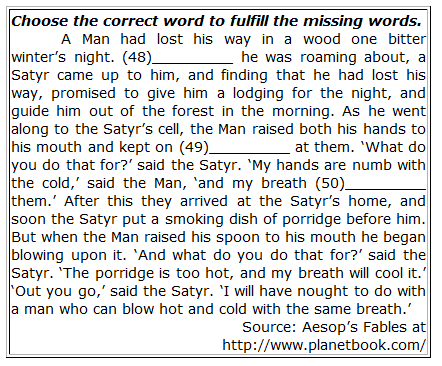 Choose the correct word to fulfill the missing words.
A Man had lost his way in a wood one bitter
winter's night. (48)_________ he was roaming about, a
Satyr came up to him, and finding that he had lost his
way, promised to give him a lodging for the night, and
guide him out of the forest in the morning. As he went
along to the Satyr's cell, the Man raised both his hands to
his mouth and kept on (49)_________ at them. ‘What do
you do that for?’ said the Satyr. ‘My hands are numb with
the cold,’ said the Man, ‘and my breath (50)_________
them.’ After this they arrived at the Satyr's home, and
soon the Satyr put a smoking dish of porridge before him.
But when the Man raised his spoon to his mouth he began
blowing upon it. ‘And what do you do that for?’ said the
Satyr. ‘The porridge is too hot, and my breath will cool it.’
‘Out you go,’ said the Satyr. ‘I will have nought to do with
a man who can blow hot and cold with the same breath.’
Source: Aesop's Fables at
http://www.planetbook.com/